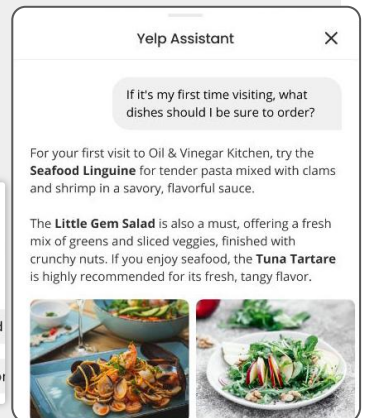 Yelp Assistant
If it's my first time visiting, what
dishes should I be sure to order?
For your first visit to Oil & Vinegar Kitchen, try the
Seafood Linguine for tender pasta mixed with clams
and shrimp in a savory, flavorful sauce.
The Little Gem Salad is also a must, offering a fresh
mix of greens and sliced veggies, finished with
crunchy nuts. If you enjoy seafood, the Tuna Tartare
is highly recommended for its fresh, tangy flavor.